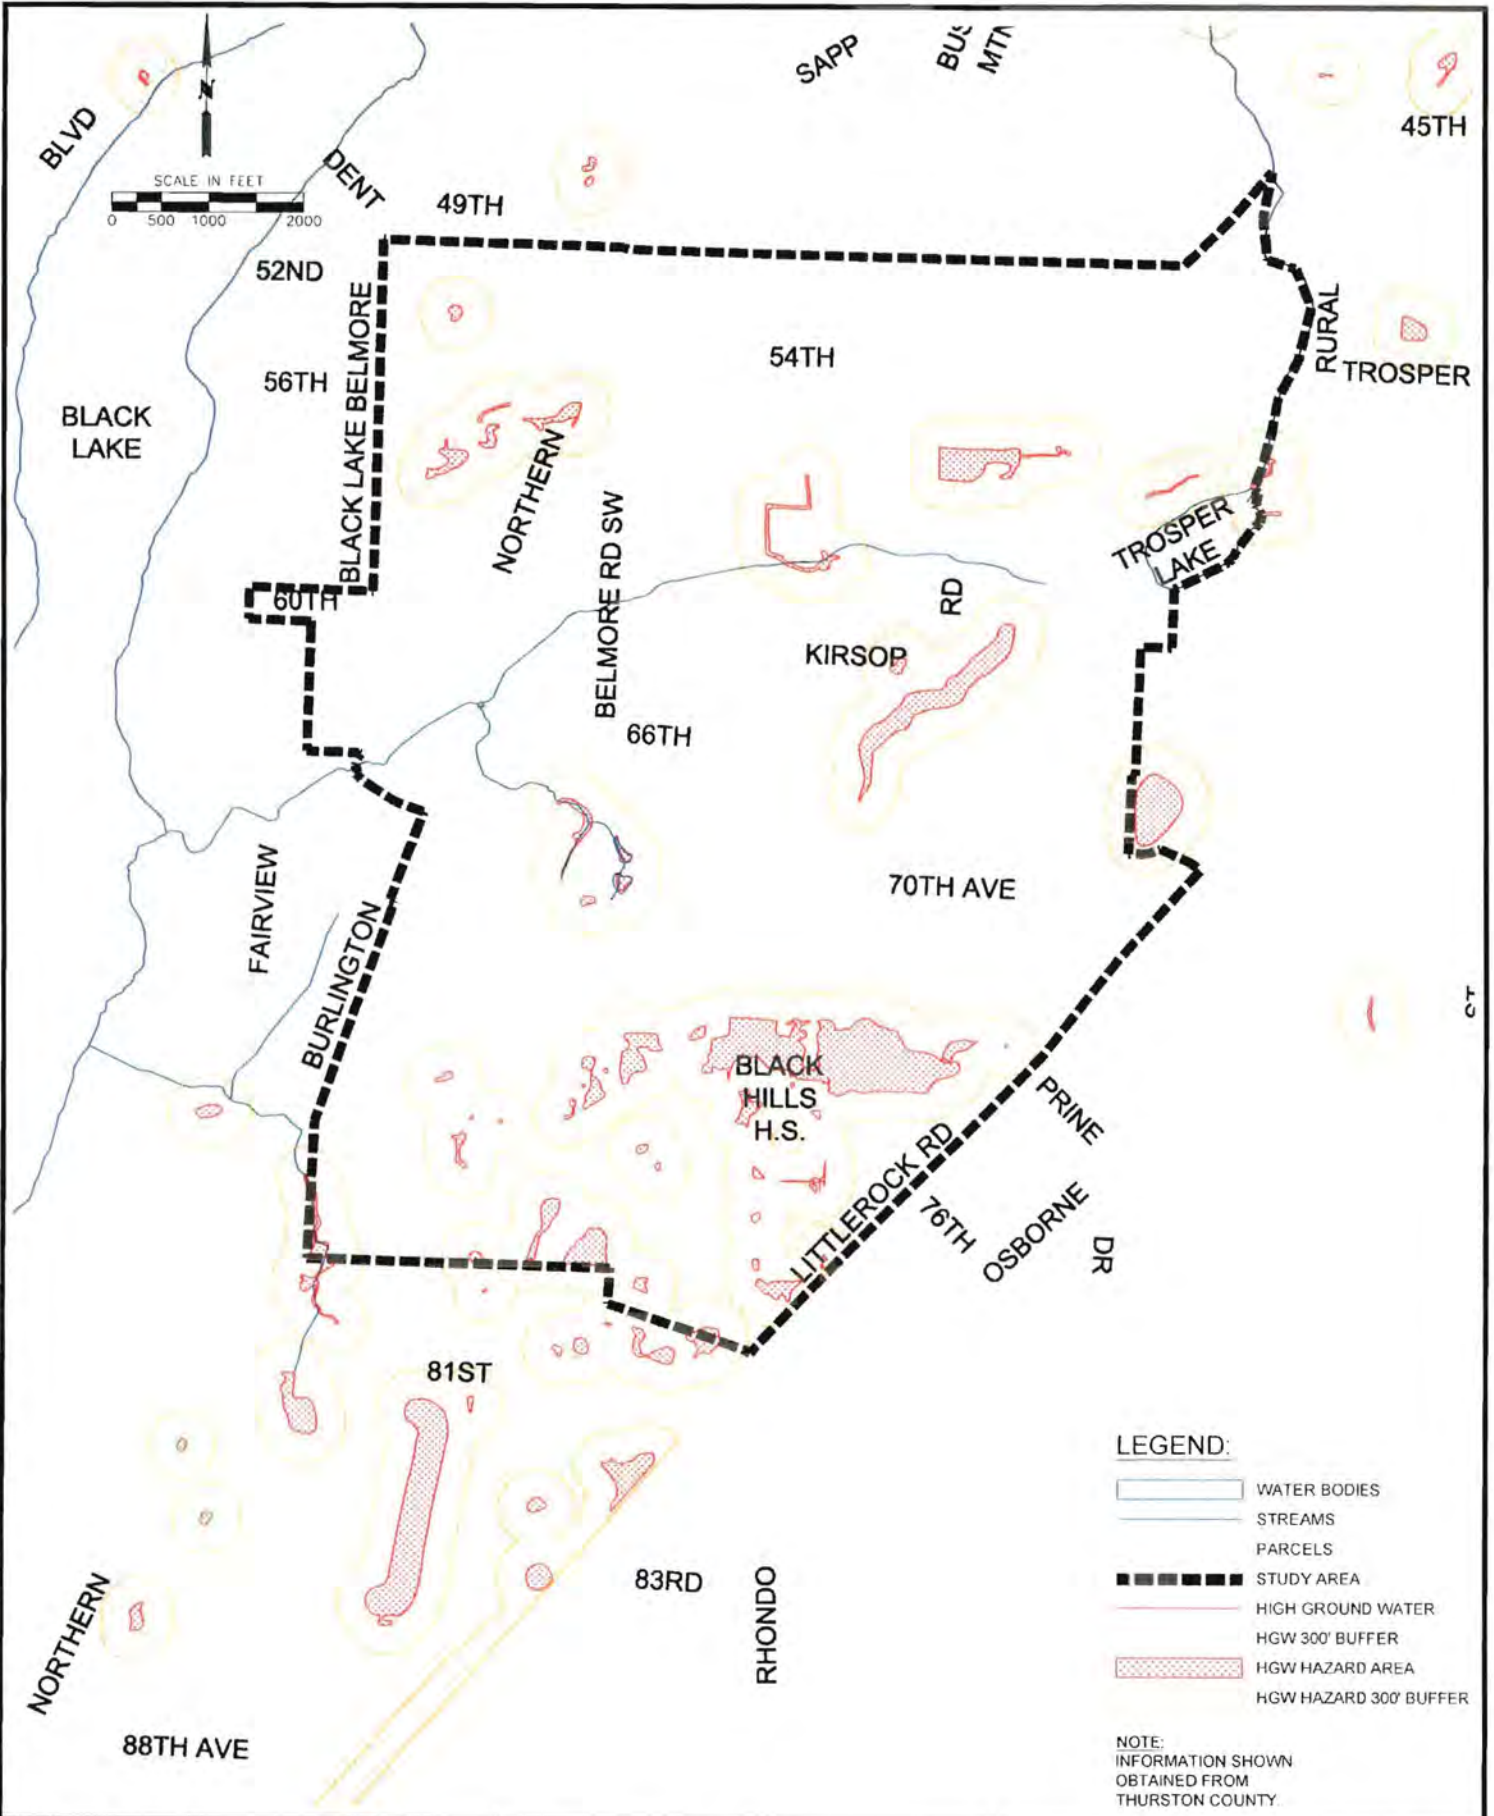 SAPP
MTN
BLVD
N
45TH
SCALE IN FEET
0 500 1000 2000
DENT
49TH
52ND
BLACK LAKE BELMORE
RURAL
54TH
56TH
TROSPER
BLACK
LAKE
NORTHERN
BELMORE RD SW
TROSPER
LAKE
60TH
RD
KIRSOP
66TH
70TH AVE
FAIRVIEW
BURLINGTON
ST
BLACK
HILLS
H.S.
PRINE
LITTLEROCK RD
76TH
OSBORNE
DR
81ST
83RD
RHONDO
NORTHERN
88TH AVE
LEGEND:
WATER BODIES
STREAMS
PARCELS
STUDY AREA
HIGH GROUND WATER
HGW 300' BUFFER
HGW HAZARD AREA
HGW HAZARD 300' BUFFER
NOTE:
INFORMATION SHOWN
OBTAINED FROM
THURSTON COUNTY.